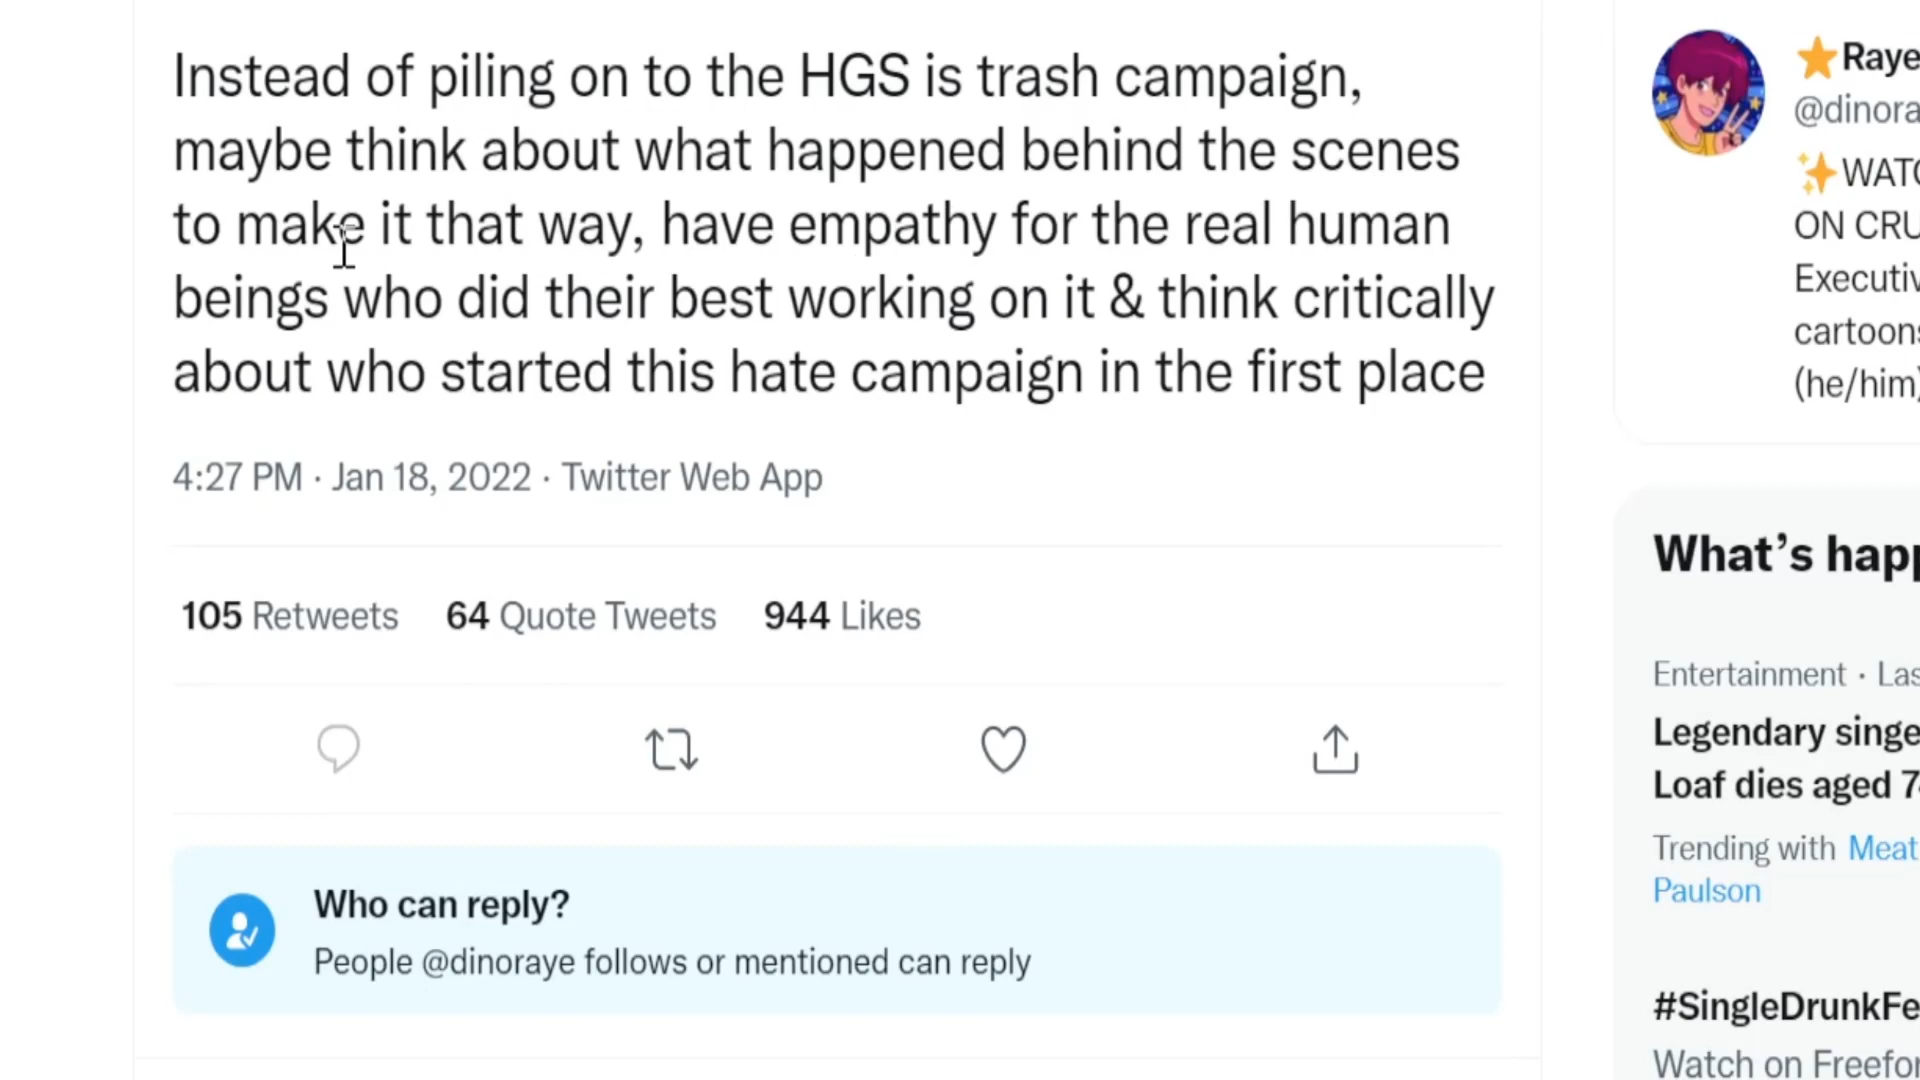 Instead of piling on to the HGS is trash campaign,
maybe think about what happened behind the scenes
to make it that way, have empathy for the real human
beings who did their best working on it & think critically
about who started this hate campaign in the first place
4:27 PM · Jan 18, 2022 · Twitter Web App
105 Retweets 64 Quote Tweets 944 Likes
Who can reply?
People @dinoraye follows or mentioned can reply
⭐Raye
@dinora
✨WATC
ON CRU
Executiv
cartoons
(he/him)
What's happ
Entertainment · Las
Legendary singe
Loaf dies aged 74
Trending with Meat
Paulson
#SingleDrunkFe
Watch on Freefor